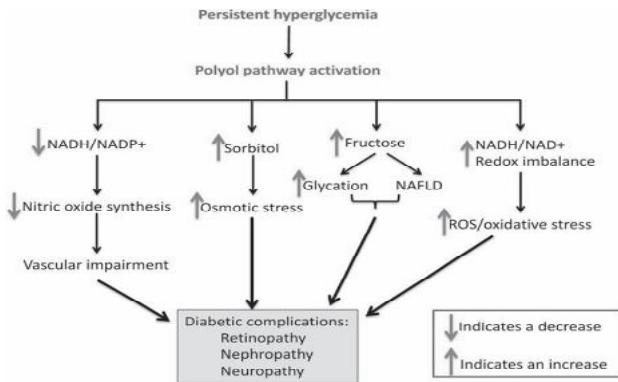 Persistent hyperglycemia
Polyol pathway activation
NADH/NADP+
Sorbitol
Fructose
NADH/NAD+
Redox imbalance
Glycation
NAFLD
Nitric oxide synthesis
Osmotic stress
ROS/oxidative stress
Vascular impairment
Diabetic complications:
Retinopathy
Nephropathy
Neuropathy
Indicates a decrease
Indicates an increase